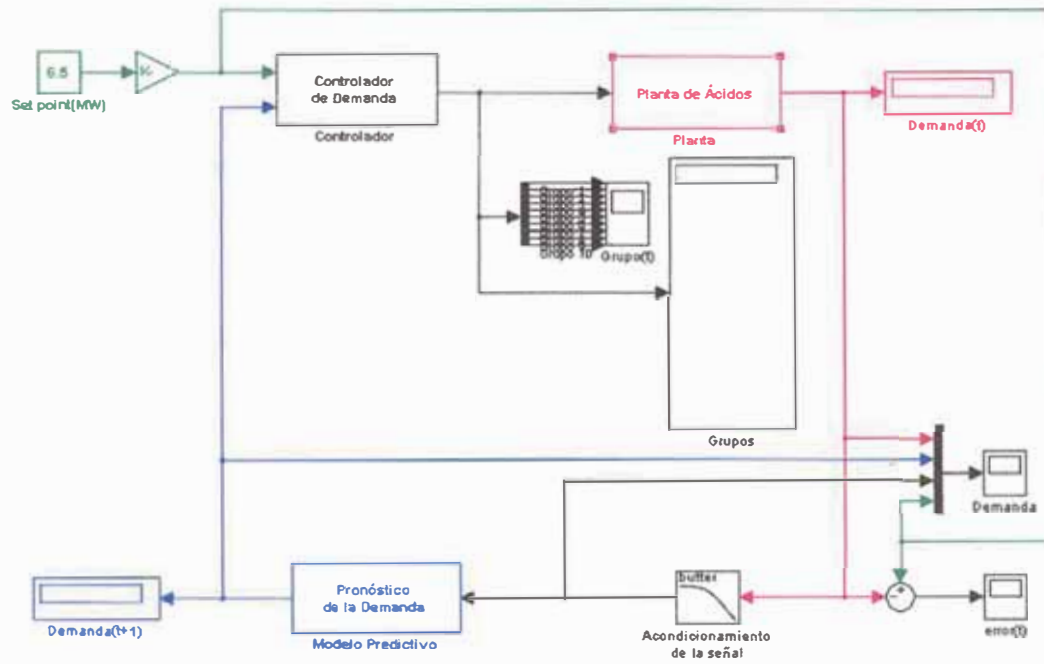 6.5
K-
Set point(MW)
Controlador
de Demanda
Controlador
Planta de Ácidos
Planta
Demanda(t)
Grupo 10
Grupo(t)
Grupos
Demanda
Demanda(t+1)
Pronóstico
de la Demanda
Modelo Predictivo
butter
Acondicionamiento
de la señal
error(t)